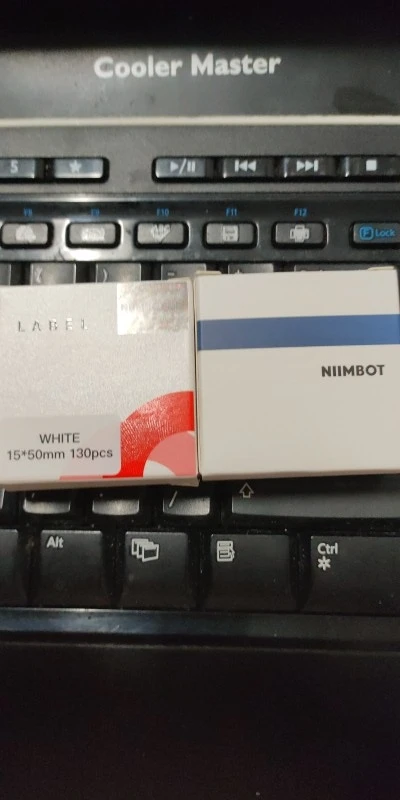 Cooler Master
S
F9
F10
F11
F12
F Lock
LABEL
NIIMBOT
WHITE
15*50mm 130pcs
/
Alt
Ctrl